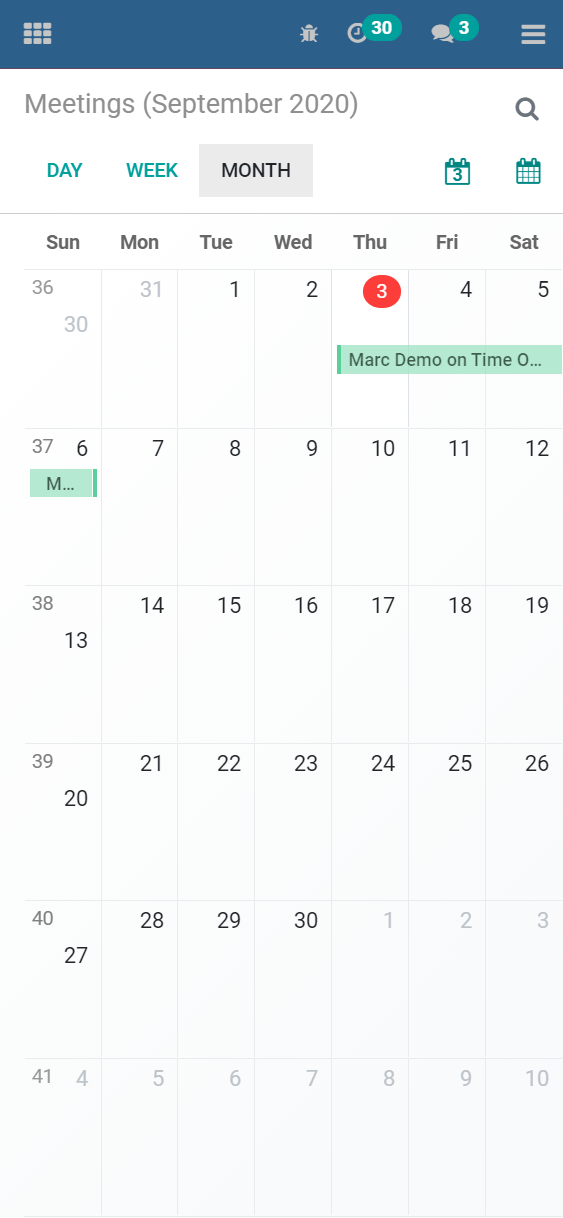 30 3
Meetings (September 2020)
DAY WEEK MONTH 3
Sun Mon Tue Wed Thu Fri Sat
36 31 1 2 3 4 5
30
Marc Demo on Time O...
37 6 7 8 9 10 11 12
M...
38 14 15 16 17 18 19
13
39 21 22 23 24 25 26
20
40 28 29 30 1 2 3
27
41 4 5 6 7 8 9 10